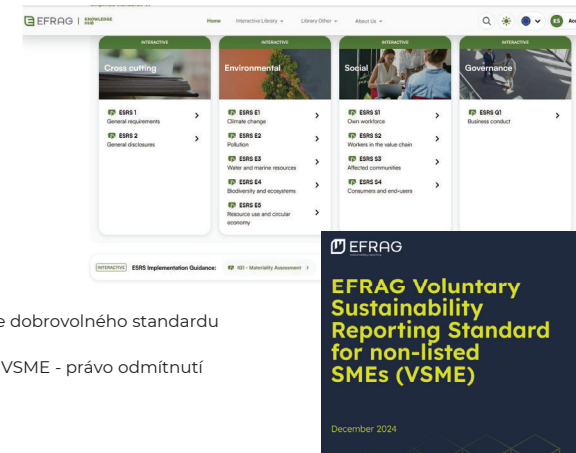 EFRAG | KNOWLEDGE HUB
Home Interactive Library Library Other About Us
ES
INTERACTIVE
Cross cutting
ESRS 1
General requirements
ESRS 2
General disclosures
INTERACTIVE
Environmental
ESRS E1
Climate change
ESRS E2
Pollution
ESRS E3
Water and marine resources
ESRS E4
Biodiversity and ecosystems
ESRS E5
Resource use and circular
economy
INTERACTIVE
Social
ESRS S1
Own workforce
ESRS S2
Workers in the value chain
ESRS S3
Affected communities
ESRS S4
Consumers and end-users
INTERACTIVE
Governance
ESRS G1
Business conduct
INTERACTIVE ESRS Implementation Guidance: IG1 - Materiality Assessment
e dobrovolného standardu
VSME - právo odmítnutí
EFRAG
EFRAG Voluntary
Sustainability
Reporting Standard
for non-listed
SMEs (VSME)
December 2024